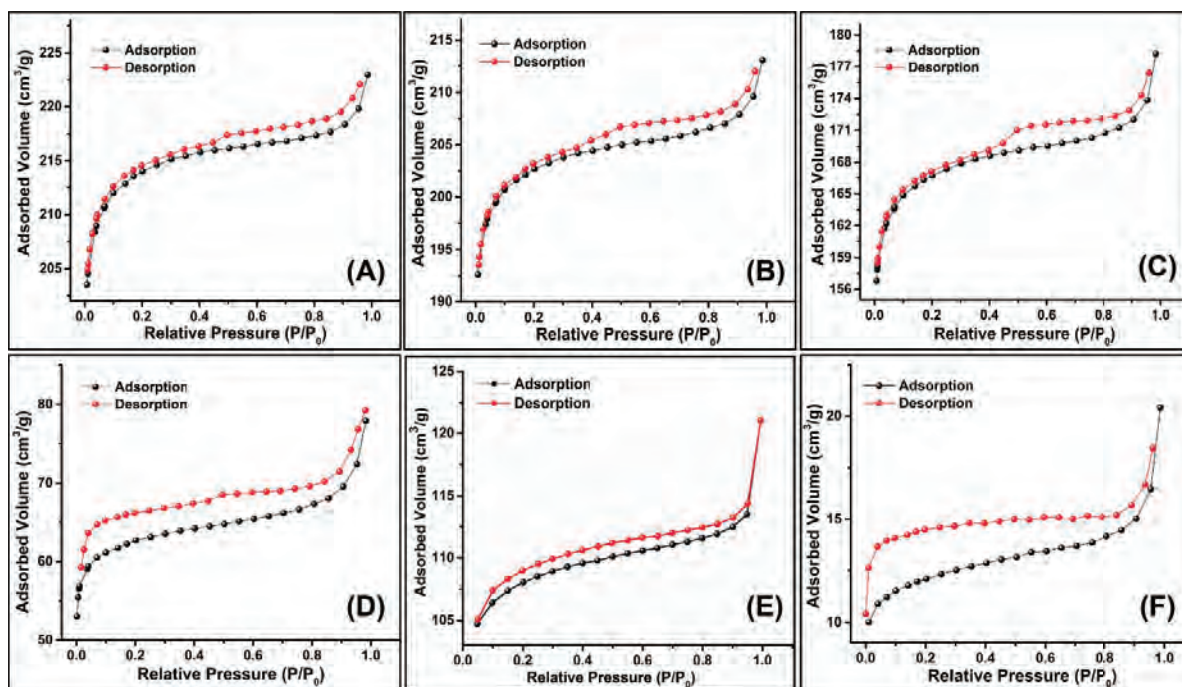 Adsorbed Volume (cm³/g)
225
220
215
210
205
Adsorption
Desorption
(A)
0.0 0.2 0.4 0.6 0.8 1.0
Relative Pressure (P/P₀)
Adsorbed Volume (cm³/g)
215
210
205
200
195
190
Adsorption
Desorption
(B)
0.0 0.2 0.4 0.6 0.8 1.0
Relative Pressure (P/P₀)
Adsorbed Volume (cm³/g)
180
177
174
171
168
165
162
159
156
Adsorption
Desorption
(C)
0.0 0.2 0.4 0.6 0.8 1.0
Relative Pressure (P/P₀)
Adsorbed Volume (cm³/g)
80
70
60
50
Adsorption
Desorption
(D)
0.0 0.2 0.4 0.6 0.8 1.0
Relative Pressure (P/P₀)
Adsorbed Volume (cm³/g)
125
120
115
110
105
Adsorption
Desorption
(E)
0.0 0.2 0.4 0.6 0.8 1.0
Relative Pressure (P/P₀)
Adsorbed Volume (cm³/g)
20
15
10
Adsorption
Desorption
(F)
0.0 0.2 0.4 0.6 0.8 1.0
Relative Pressure (P/P₀)